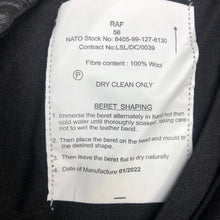 RAF
56
NATO Stock No: 8405-99-127-8130
Contract No:LSL/DC/0039
Fibre content: 100% Wool
P
DRY CLEAN ONLY
BERET SHAPING
1. Immerse the beret alternately in hand hot then
cold water until thoroughly soaked, taking care
not to wet the leather band.
2. Then place the beret on the head and mould to
the desired shape.
3. Then leave the beret flat to dry naturally
Date of Manufacture 01/2022